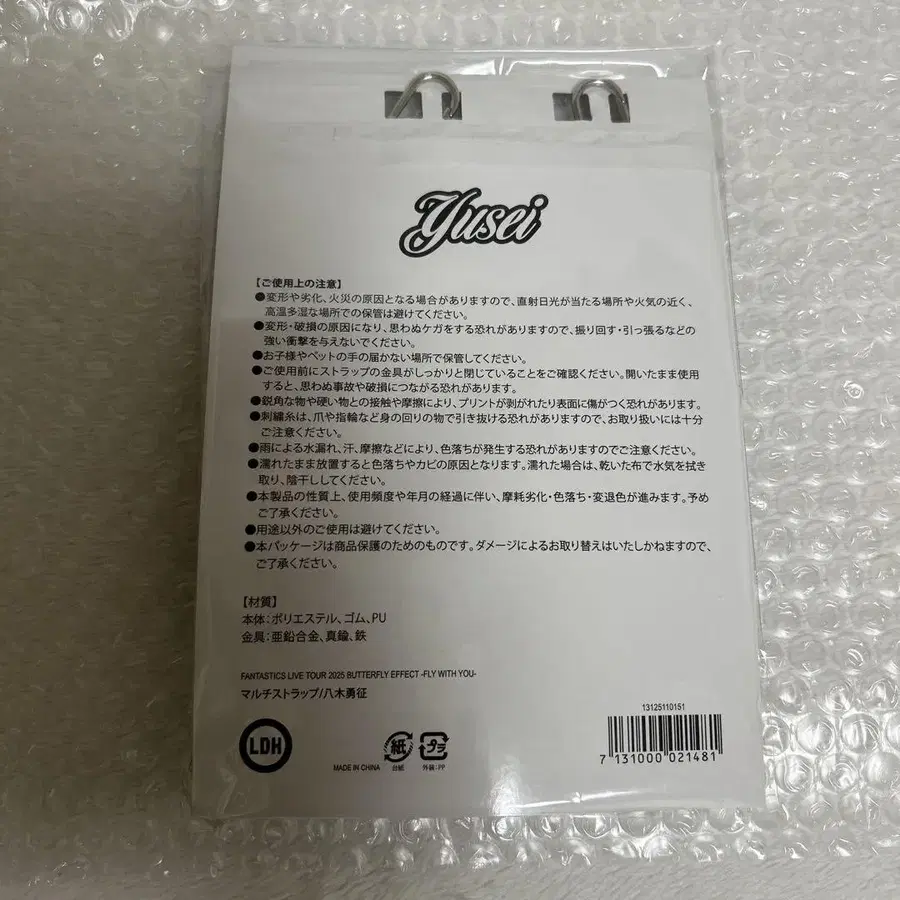 Yusei
【ご使用上の注意】
●変形や劣化、火災の原因となる場合がありますので、直射日光が当たる場所や火気の近く、
高温多湿な場所での保管は避けてください。
●変形・破損の原因になり、思わぬケガをする恐れがありますので、振り回す・引っ張るなどの
強い衝撃を与えないでください。
●お子様やペットの手の届かない場所で保管してください。
●ご使用前にストラップの金具がしっかりと閉じていることをご確認ください。開いたまま使用
すると、思わぬ事故や破損につながる恐れがあります。
●鋭角な物や硬い物との接触や摩擦により、プリントが剥がれたり表面に傷がつく恐れがあります。
●刺繍糸は、爪や指輪など身の回りの物で引き抜ける恐れがありますので、お取り扱いには十分
ご注意ください。
●雨による水漏れ、汗、摩擦などにより、色落ちが発生する恐れがありますのでご注意ください。
●濡れたまま放置すると色落ちやカビの原因となります。濡れた場合は、乾いた布で水気を拭き
取り、陰干ししてください。
●本製品の性質上、使用頻度や年月の経過に伴い、摩耗劣化・色落ち・変退色が進みます。予め
ご了承ください。
●用途以外のご使用は避けてください。
●本パッケージは商品保護のためのものです。ダメージによるお取り替えはいたしかねますので、
ご了承ください。
【材質】
本体:ポリエステル、ゴム、PU
金具:亜鉛合金、真鍮、鉄
FANTASTICS LIVE TOUR 2025 BUTTERFLY EFFECT -FLY WITH YOU-
マルチストラップ/八木勇征
LDH
MADE IN CHINA
紙
台紙
プラ
外装:PP
13125110151
7 131000 021481